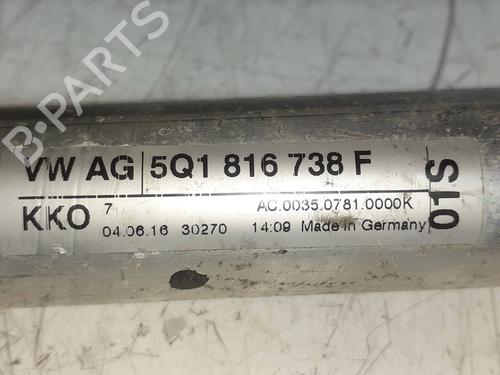 B-PARTS
VW AG 5Q1 816 738 F
KKO 7 AC.0035.0781.0000K
04.06.16 30270 14:09 Made in Germany
01S